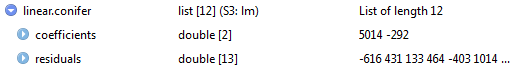 linear.conifer list [12] (S3: lm) List of length 12
coefficients double [2] 5014 -292
residuals double [13] -616 431 133 464 -403 1014 ...